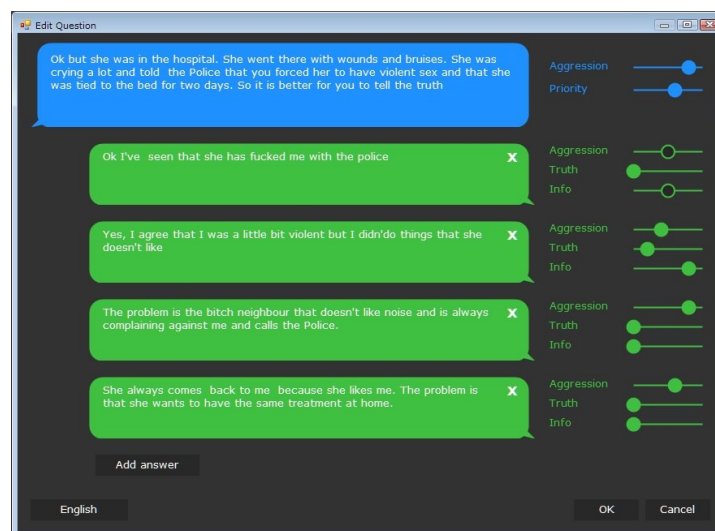 Edit Question
Ok but she was in the hospital. She went there with wounds and bruises. She was
crying a lot and told the Police that you forced her to have violent sex and that she
was tied to the bed for two days. So it is better for you to tell the truth
Aggression
Priority
Ok I've seen that she has fucked me with the police
X
Aggression
Truth
Info
Yes, I agree that I was a little bit violent but I didn'do things that she
doesn't like
X
Aggression
Truth
Info
The problem is the bitch neighbour that doesn't like noise and is always
complaining against me and calls the Police.
X
Aggression
Truth
Info
She always comes back to me because she likes me. The problem is
that she wants to have the same treatment at home.
X
Aggression
Truth
Info
Add answer
English
OK
Cancel